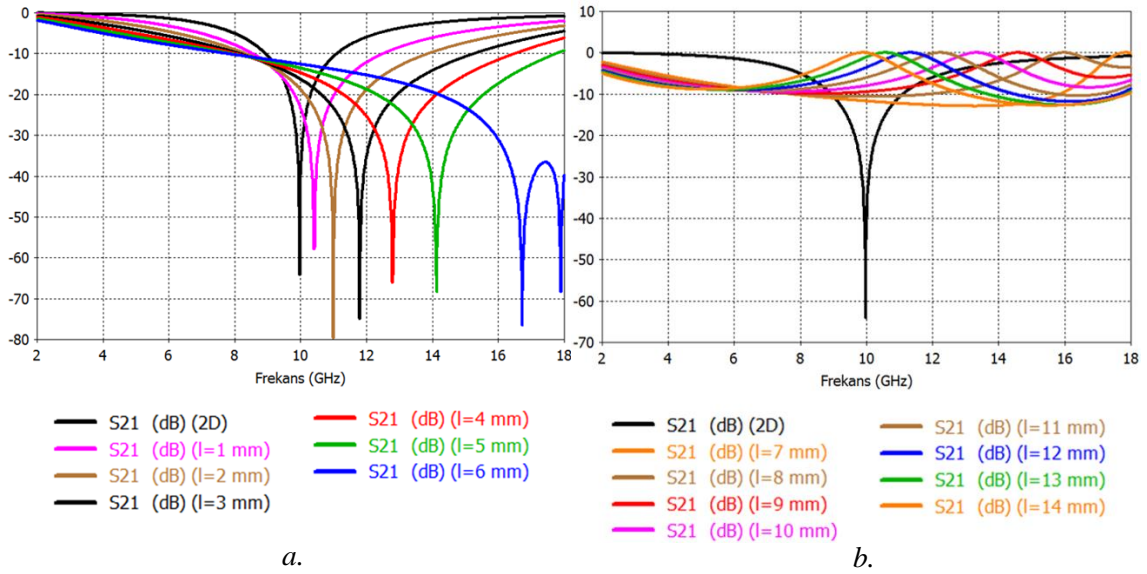 0
-10
-20
-30
-40
-50
-60
-70
-80
2 4 6 8 10 12 14 16 18
Frekans (GHz)
S21 (dB) (2D)
S21 (dB) (l=1 mm)
S21 (dB) (l=2 mm)
S21 (dB) (l=3 mm)
S21 (dB) (l=4 mm)
S21 (dB) (l=5 mm)
S21 (dB) (l=6 mm)
a.
10
0
-10
-20
-30
-40
-50
-60
-70
2 4 6 8 10 12 14 16 18
Frekans (GHz)
S21 (dB) (2D)
S21 (dB) (l=7 mm)
S21 (dB) (l=8 mm)
S21 (dB) (l=9 mm)
S21 (dB) (l=10 mm)
S21 (dB) (l=11 mm)
S21 (dB) (l=12 mm)
S21 (dB) (l=13 mm)
S21 (dB) (l=14 mm)
b.